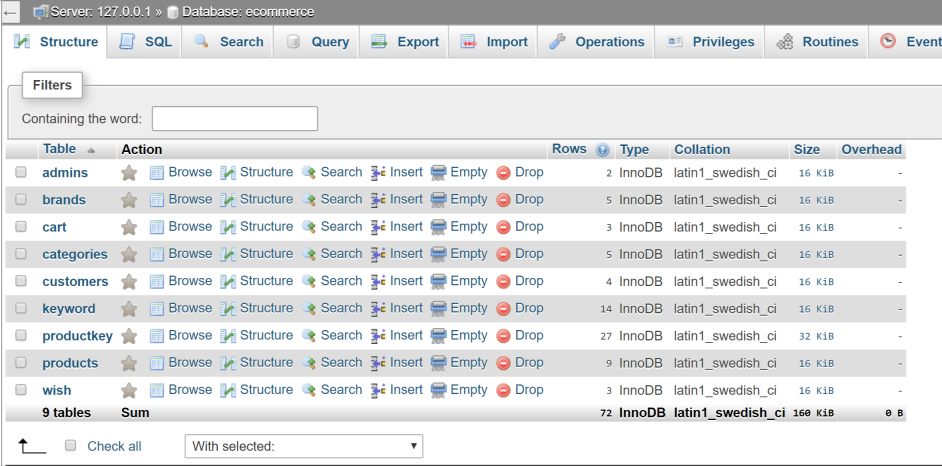 Server: 127.0.0.1 » Database: ecommerce
Structure SQL Search Query Export Import Operations Privileges Routines Event
Filters
Containing the word:
Table Action Rows Type Collation Size Overhead
admins Browse Structure Search Insert Empty Drop 2 InnoDB latin1_swedish_ci 16 KiB -
brands Browse Structure Search Insert Empty Drop 5 InnoDB latin1_swedish_ci 16 KiB -
cart Browse Structure Search Insert Empty Drop 3 InnoDB latin1_swedish_ci 16 KiB -
categories Browse Structure Search Insert Empty Drop 5 InnoDB latin1_swedish_ci 16 KiB -
customers Browse Structure Search Insert Empty Drop 4 InnoDB latin1_swedish_ci 16 KiB -
keyword Browse Structure Search Insert Empty Drop 14 InnoDB latin1_swedish_ci 16 KiB -
productkey Browse Structure Search Insert Empty Drop 27 InnoDB latin1_swedish_ci 32 KiB -
products Browse Structure Search Insert Empty Drop 9 InnoDB latin1_swedish_ci 16 KiB -
wish Browse Structure Search Insert Empty Drop 3 InnoDB latin1_swedish_ci 16 KiB -
9 tables Sum 72 InnoDB latin1_swedish_ci 160 KiB 0 B
Check all With selected: